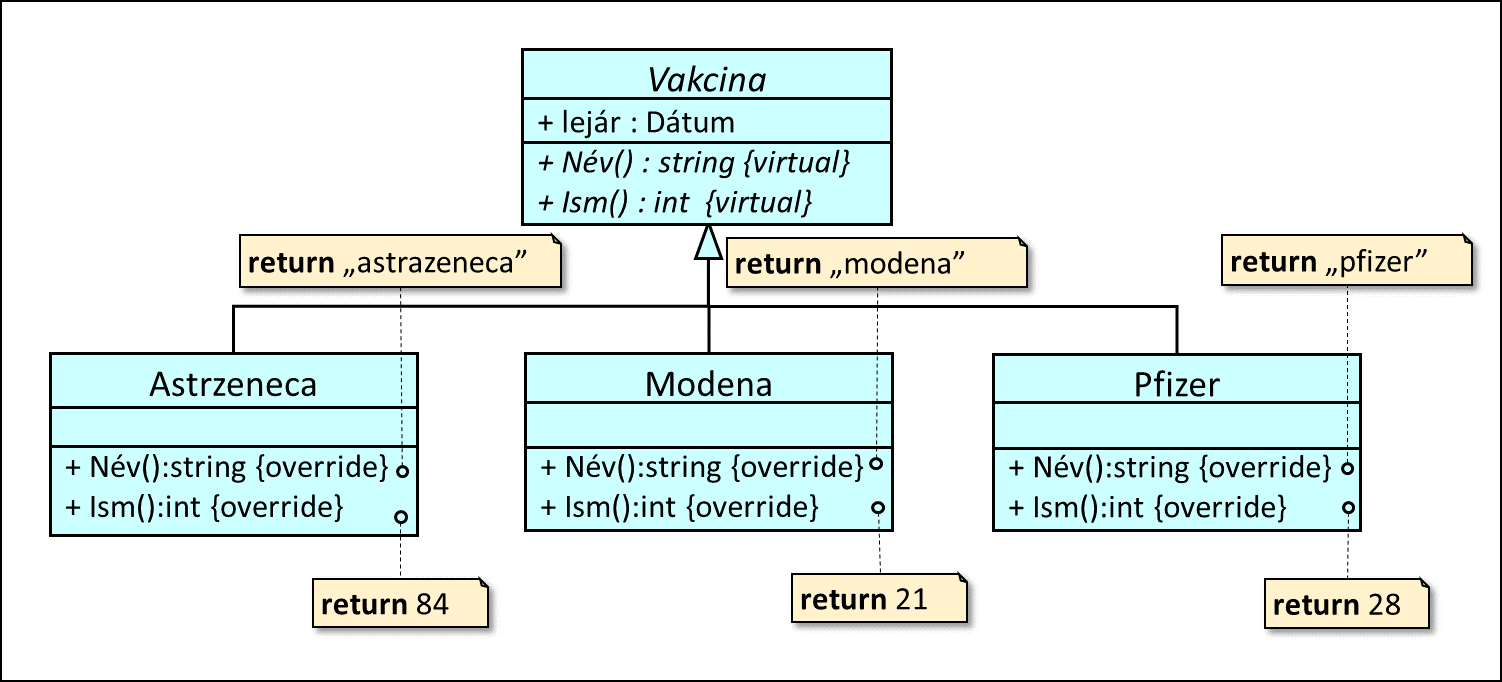 Vakcina
+ lejár : Dátum
+ Név() : string {virtual}
+ Ism() : int {virtual}
return „astrazeneca”
return „modena”
return „pfizer”
Astrzeneca
+ Név():string {override}
+ Ism():int {override}
Modena
+ Név():string {override}
+ Ism():int {override}
Pfizer
+ Név():string {override}
+ Ism():int {override}
return 84
return 21
return 28